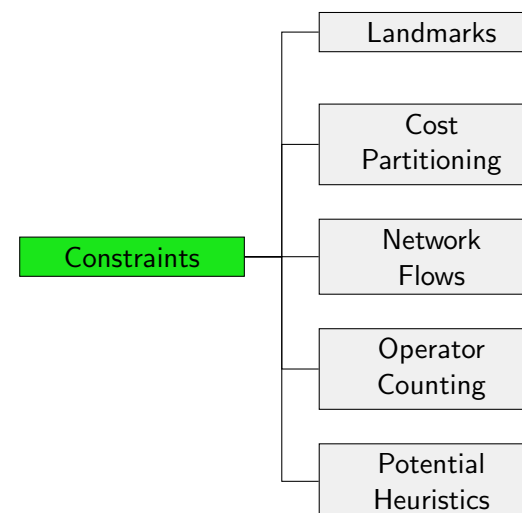 Landmarks
Cost
Partitioning
Constraints
Network
Flows
Operator
Counting
Potential
Heuristics